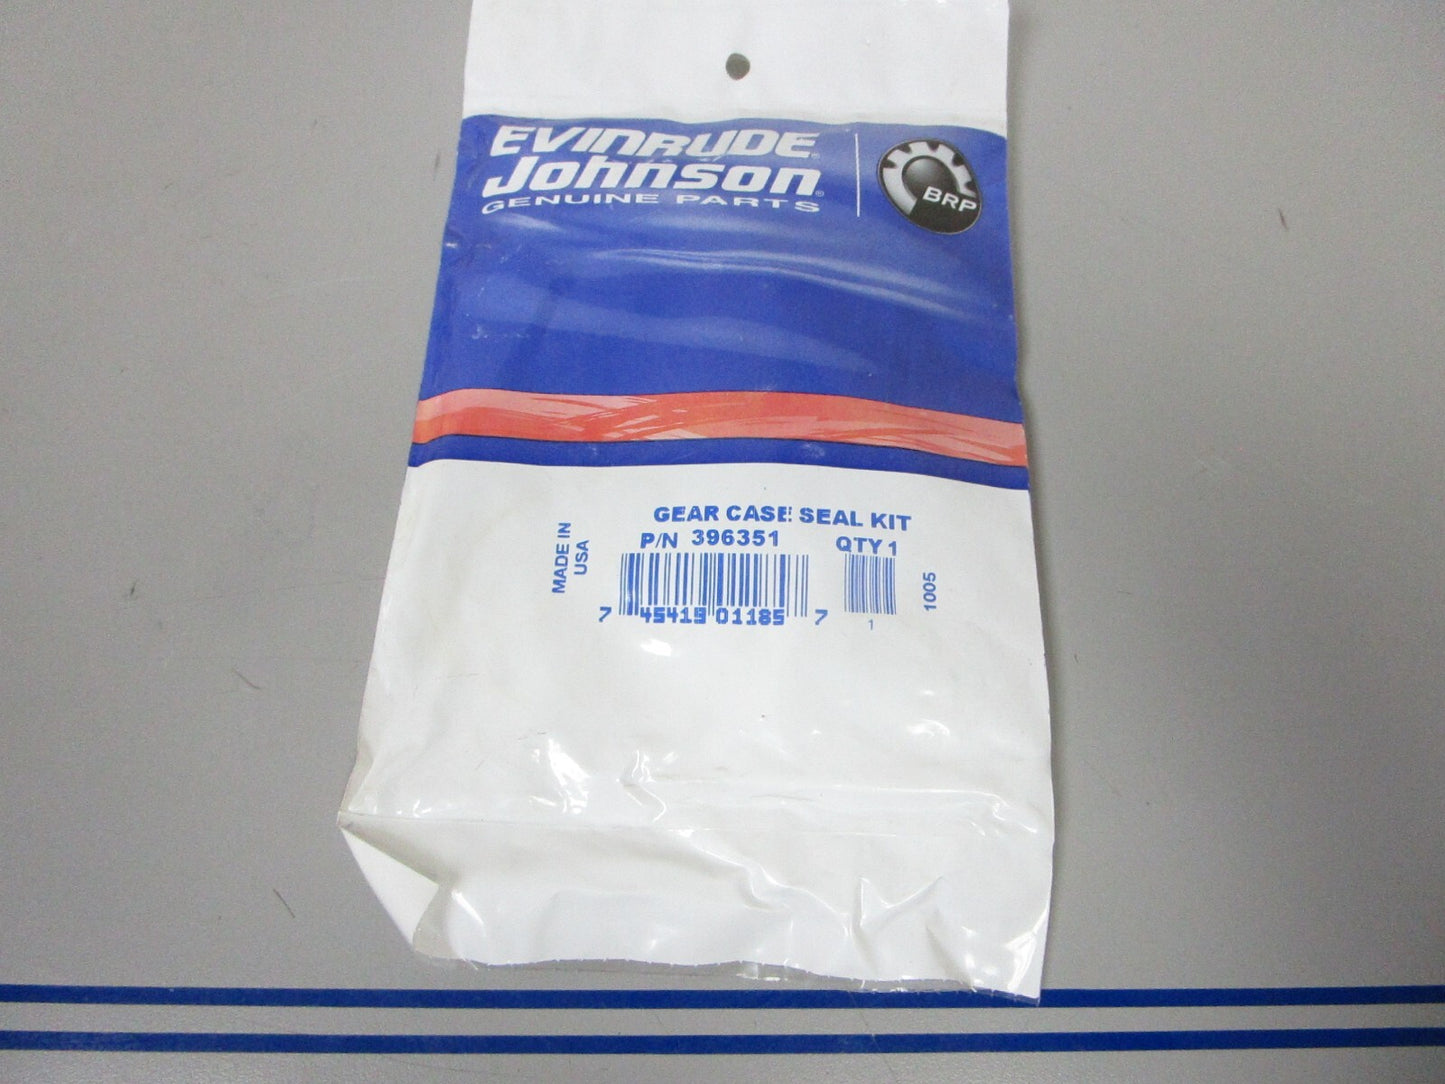 EVINRUDE®
Johnson®
GENUINE PARTS
BRP
GEAR CASE SEAL KIT
P/N 396351 QTY 1
MADE IN
USA
7 45415 01185 7
1
1005